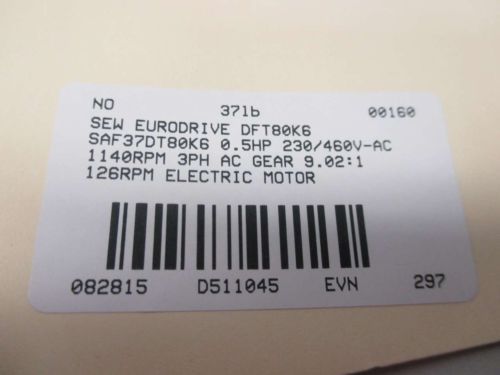 NO 37lb 00160
SEW EURODRIVE DFT80K6
SAF37DT80K6 0.5HP 230/460V-AC
1140RPM 3PH AC GEAR 9.02:1
126RPM ELECTRIC MOTOR
082815 D511045 EVN 297